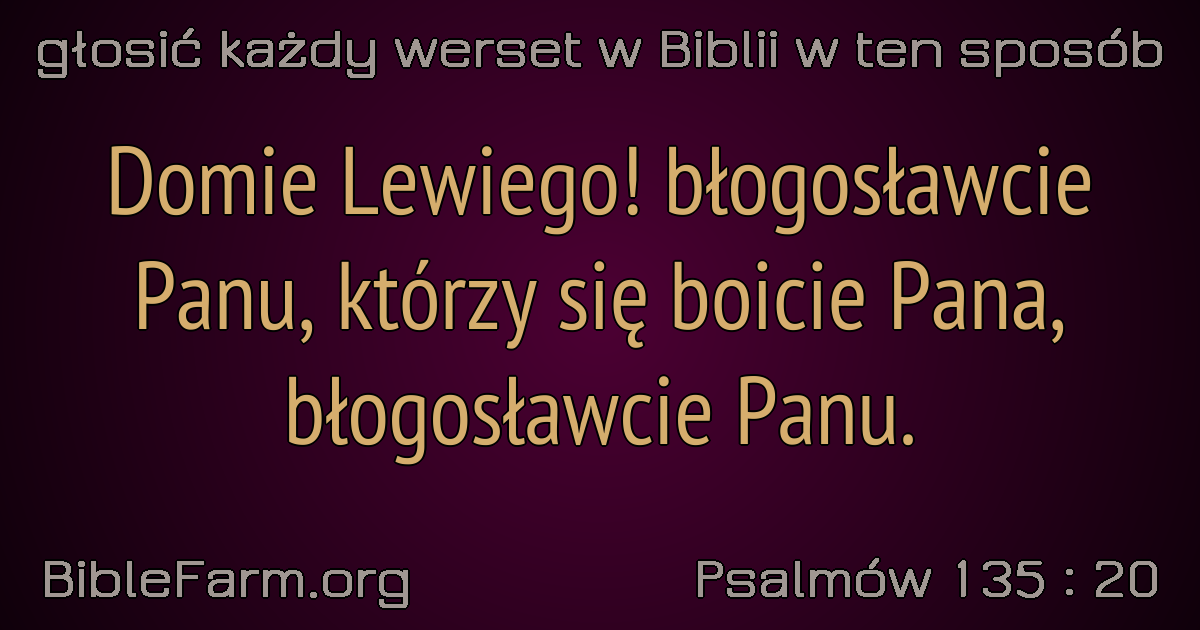 głosić każdy werset w Biblii w ten sposób
Domie Lewiego! błogosławcie
Panu, którzy się boicie Pana,
błogosławcie Panu.
BibleFarm.org
Psalmów 135 : 20